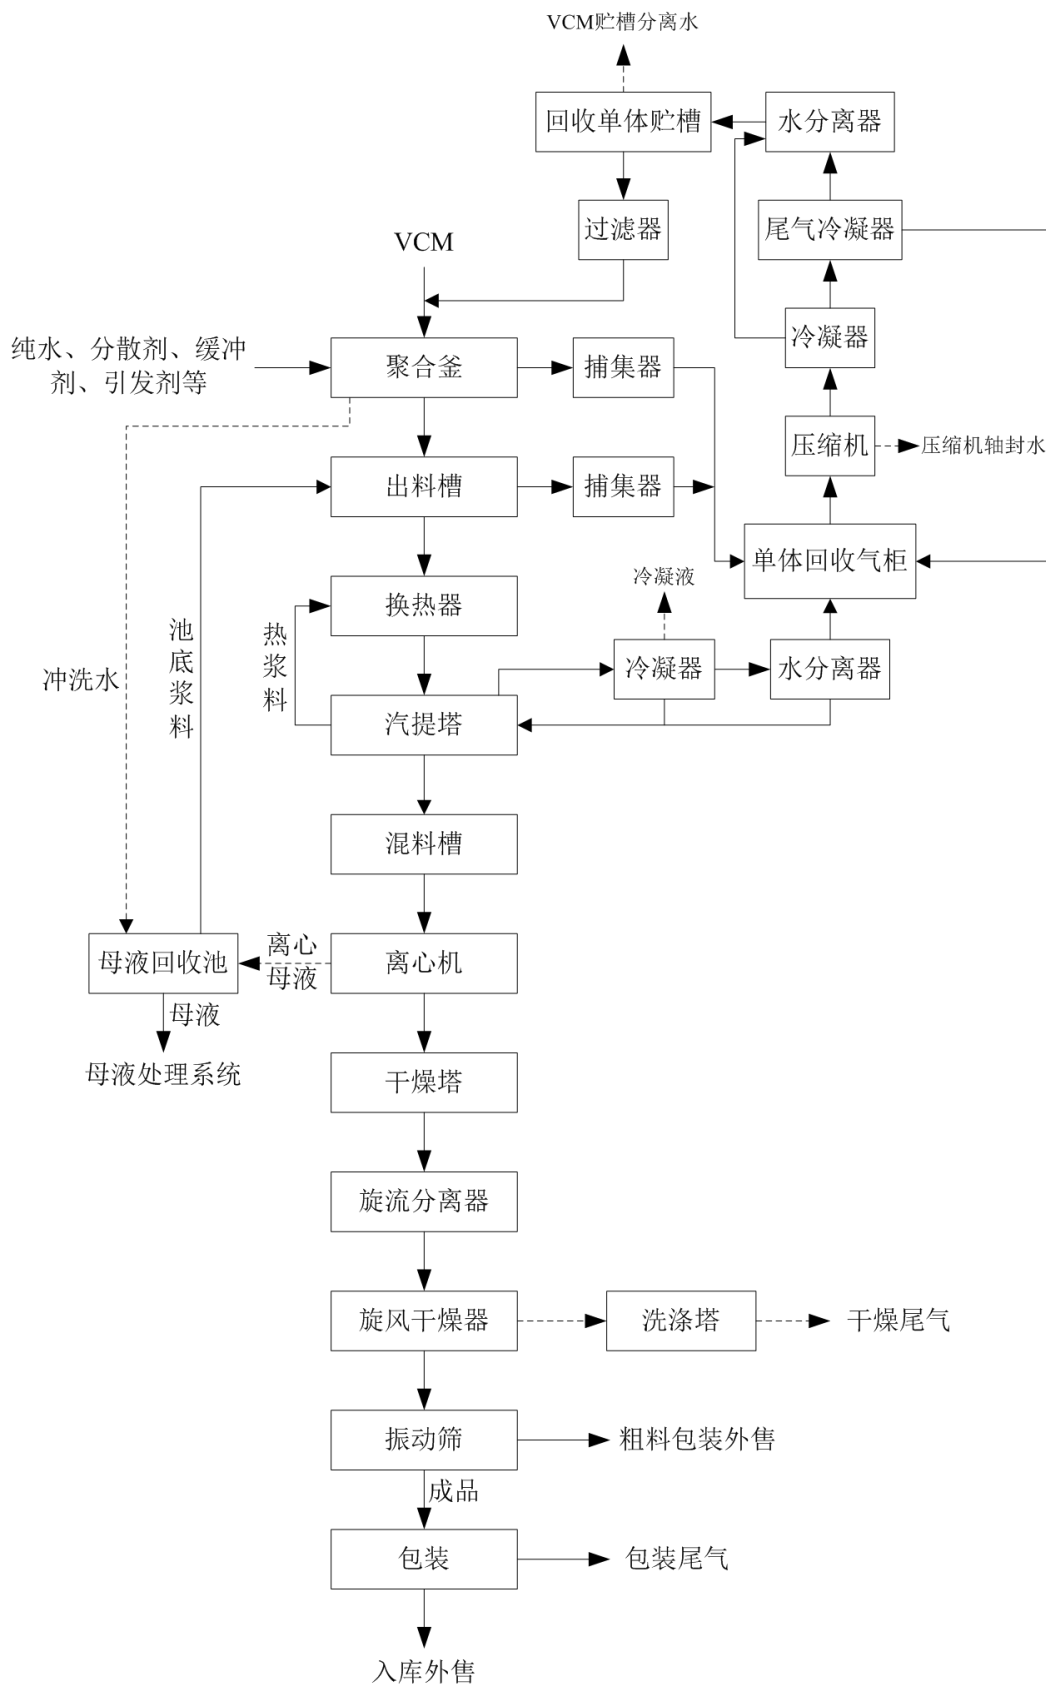 VCM贮槽分离水
回收单体贮槽
水分离器
过滤器
尾气冷凝器
VCM
冷凝器
纯水、分散剂、缓冲
剂、引发剂等
聚合釜
捕集器
压缩机
压缩机轴封水
出料槽
捕集器
单体回收气柜
冷凝液
换热器
池底浆料
热浆料
冲洗水
冷凝器
水分离器
汽提塔
混料槽
母液回收池
离心
母液
离心机
母液
母液处理系统
干燥塔
旋流分离器
旋风干燥器
洗涤塔
干燥尾气
振动筛
粗料包装外售
成品
包装
包装尾气
入库外售